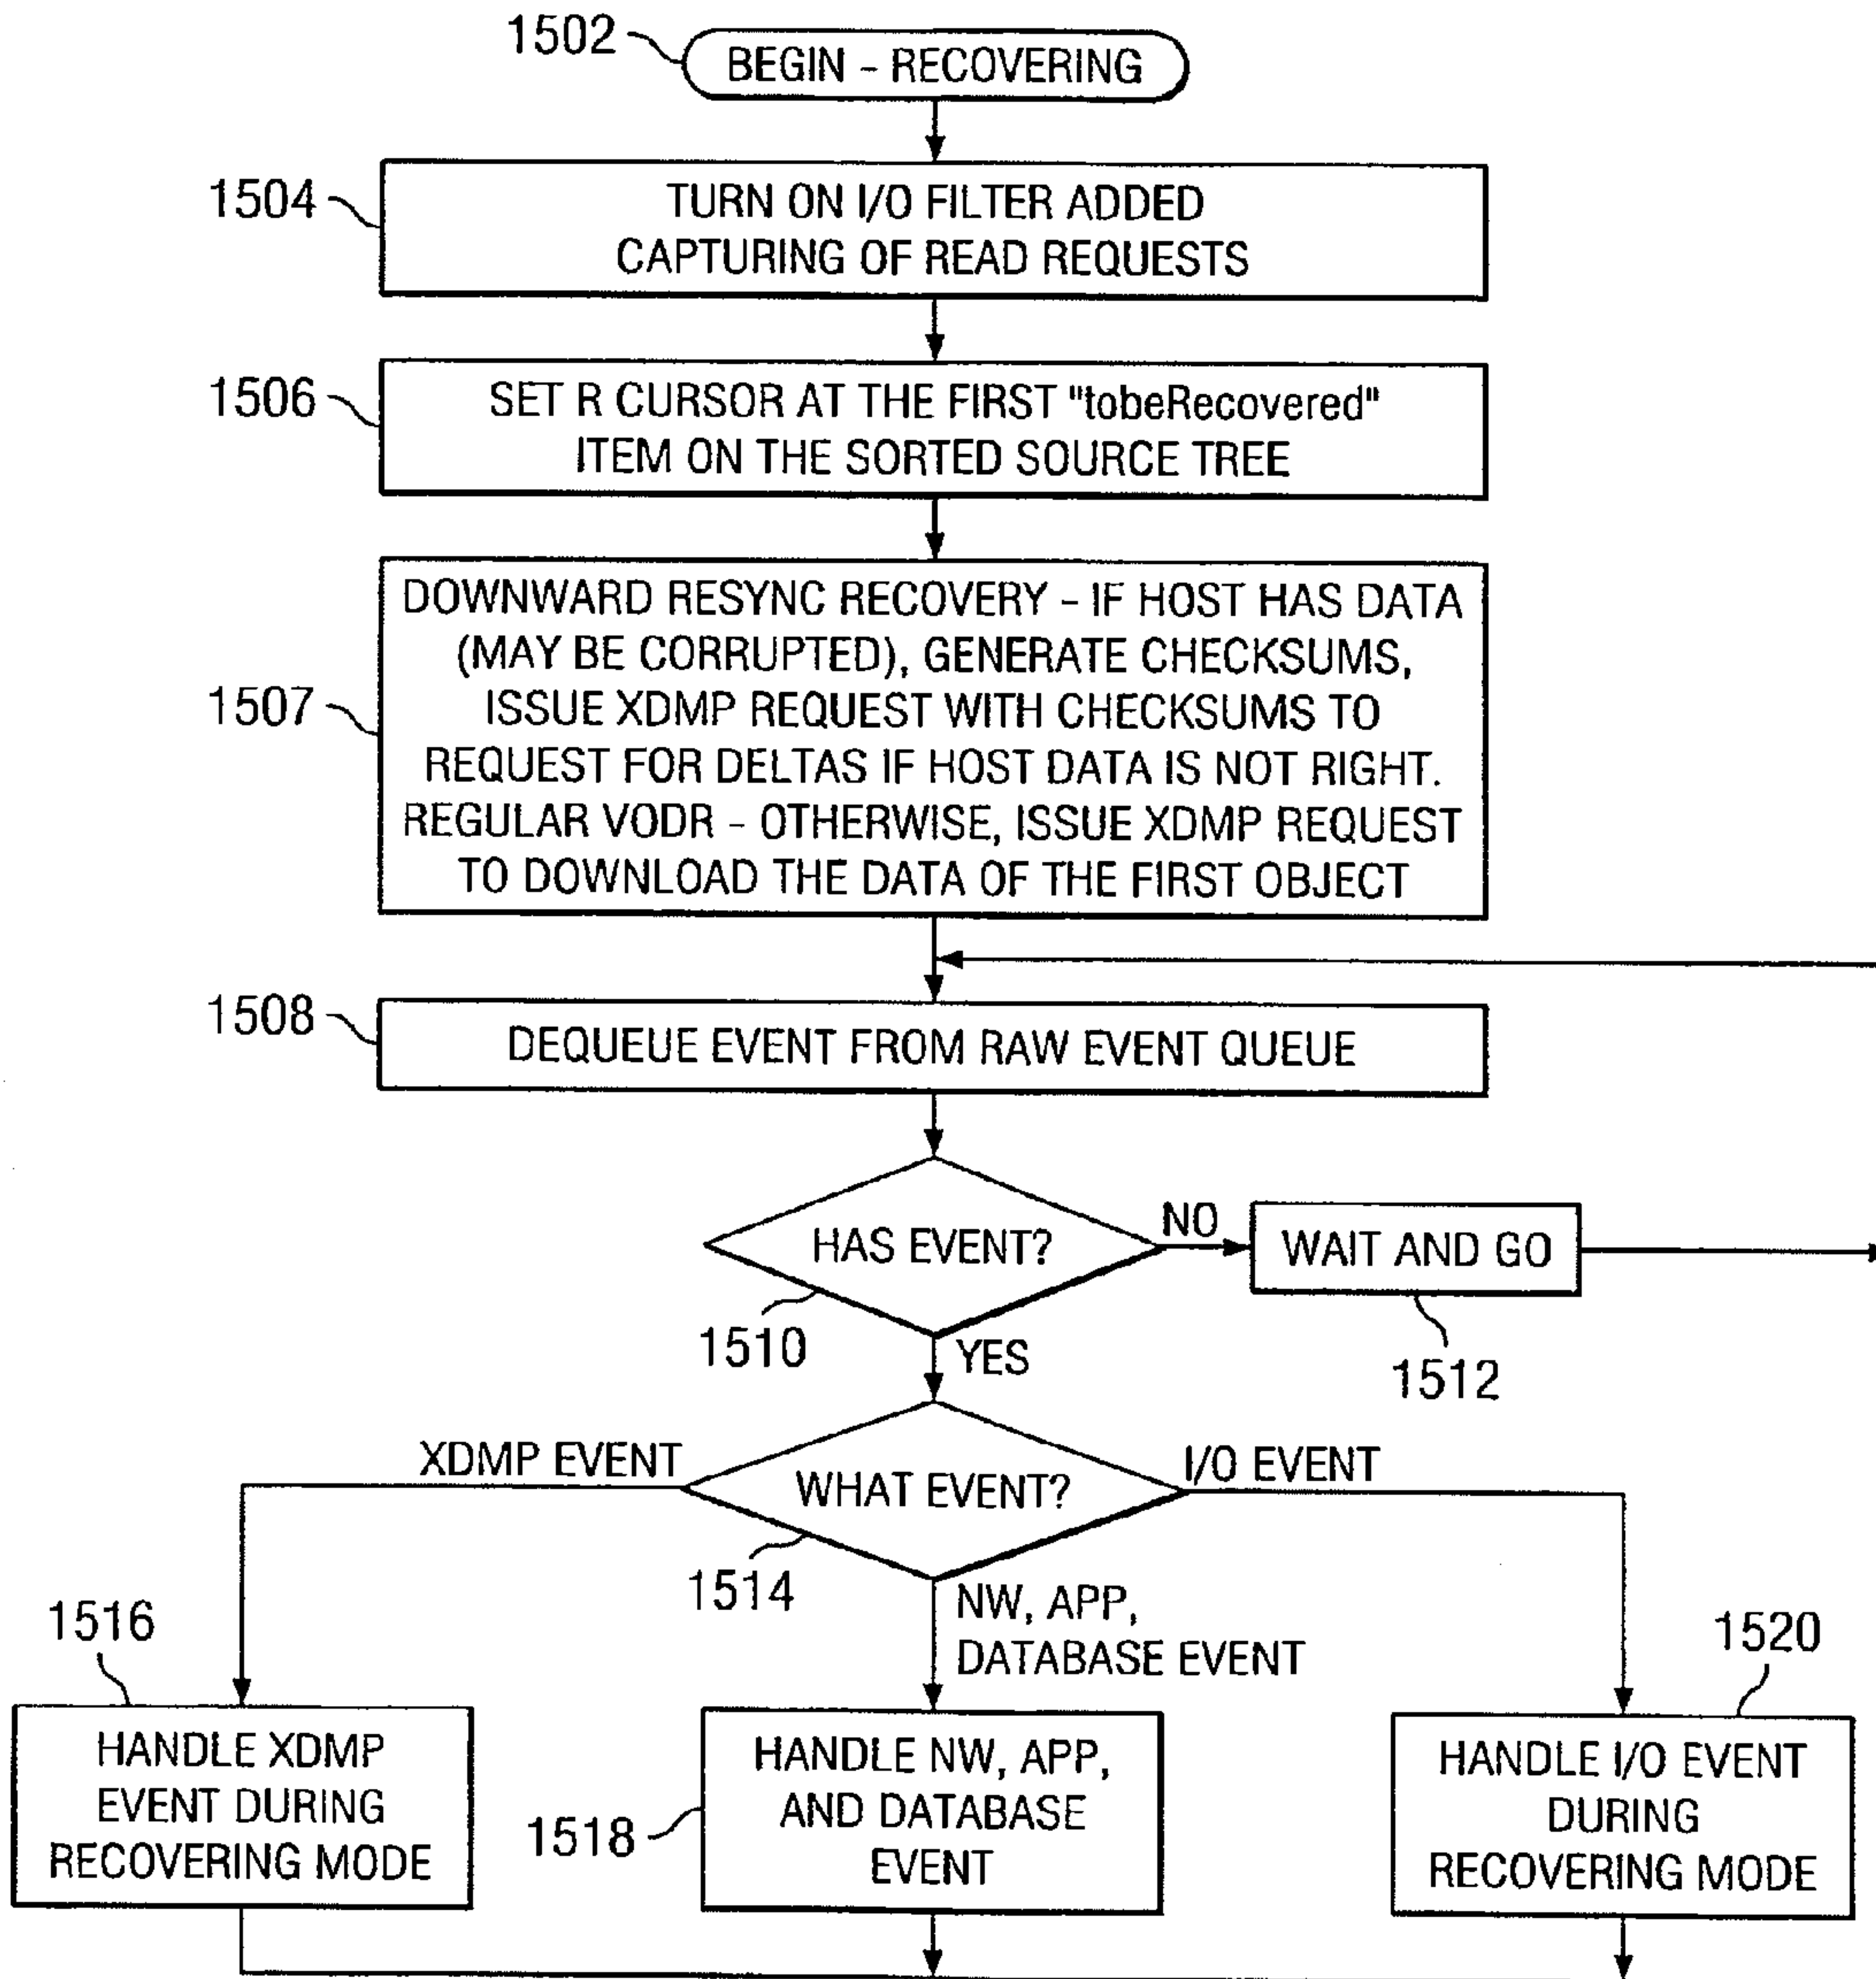 1502
BEGIN - RECOVERING
1504
TURN ON I/O FILTER ADDED
CAPTURING OF READ REQUESTS
1506
SET R CURSOR AT THE FIRST "tobeRecovered"
ITEM ON THE SORTED SOURCE TREE
1507
DOWNWARD RESYNC RECOVERY - IF HOST HAS DATA
(MAY BE CORRUPTED), GENERATE CHECKSUMS,
ISSUE XDMP REQUEST WITH CHECKSUMS TO
REQUEST FOR DELTAS IF HOST DATA IS NOT RIGHT.
REGULAR VODR - OTHERWISE, ISSUE XDMP REQUEST
TO DOWNLOAD THE DATA OF THE FIRST OBJECT
1508
DEQUEUE EVENT FROM RAW EVENT QUEUE
HAS EVENT?
NO
WAIT AND GO
1510
YES
1512
XDMP EVENT
WHAT EVENT?
I/O EVENT
1514
NW, APP,
DATABASE EVENT
1516
1520
HANDLE XDMP
EVENT DURING
RECOVERING MODE
1518
HANDLE NW, APP,
AND DATABASE
EVENT
HANDLE I/O EVENT
DURING
RECOVERING MODE